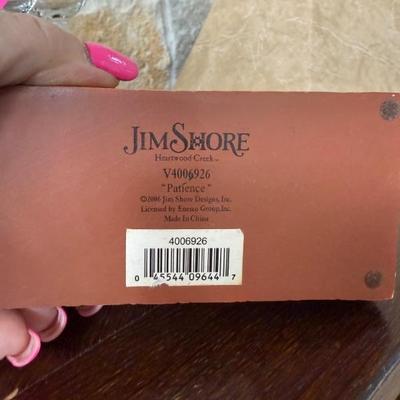 JIM SHORE
Heartwood Creek™
V4006926
"Patience"
©2006 Jim Shore Designs, Inc.
Licensed by Enesco Group, Inc.
Made In China
4006926
0 45544 09644 7